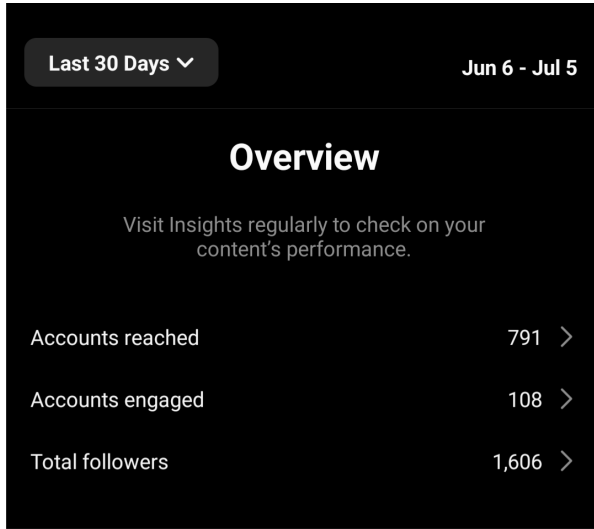 Last 30 Days
Jun 6 - Jul 5
Overview
Visit Insights regularly to check on your
content's performance.
Accounts reached 791
Accounts engaged 108
Total followers 1,606